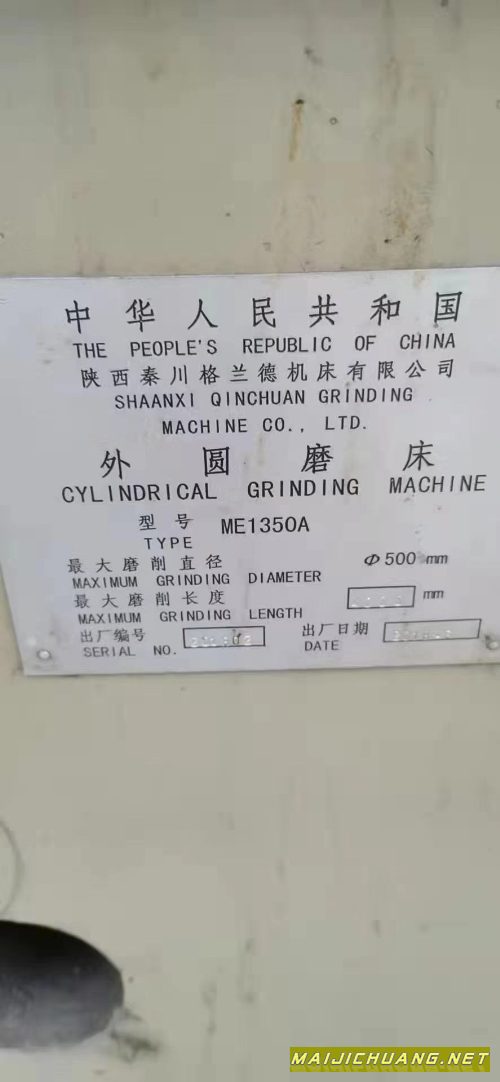 中华人民共和国
THE PEOPLE'S REPUBLIC OF CHINA
陕西秦川格兰德机床有限公司
SHAANXI QINCHUAN GRINDING
MACHINE CO., LTD.
外圆磨床
CYLINDRICAL GRINDING MACHINE
型号 ME1350A
TYPE
最大磨削直径 Φ500 mm
MAXIMUM GRINDING DIAMETER
最大磨削长度 mm
MAXIMUM GRINDING LENGTH
出厂编号 出厂日期
SERIAL NO. DATE
MAIJICHUANG.NET